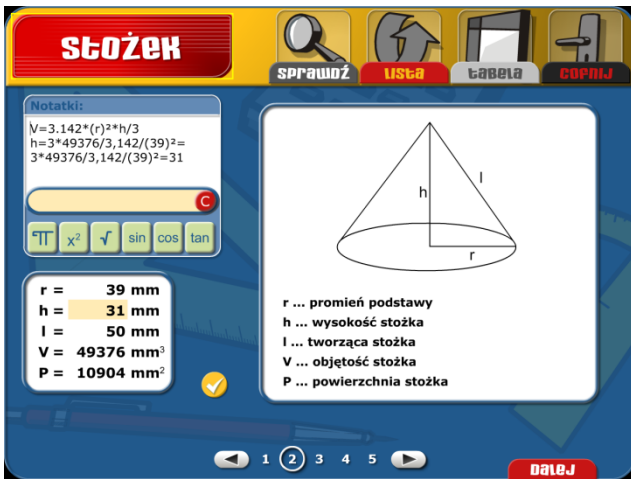 STOŻEK
SPRAWDŹ
LISTA
TABELA
COFNIJ
Notatki:
V=3.142*(r)²*h/3
h=3*49376/3,142/(39)²=
3*49376/3,142/(39)²=31
C
π x² √ sin cos tan
r = 39 mm
h = 31 mm
l = 50 mm
V = 49376 mm³
P = 10904 mm²
h
l
r
r ... promień podstawy
h ... wysokość stożka
l ... tworząca stożka
V ... objętość stożka
P ... powierzchnia stożka
1 2 3 4 5
DALEJ